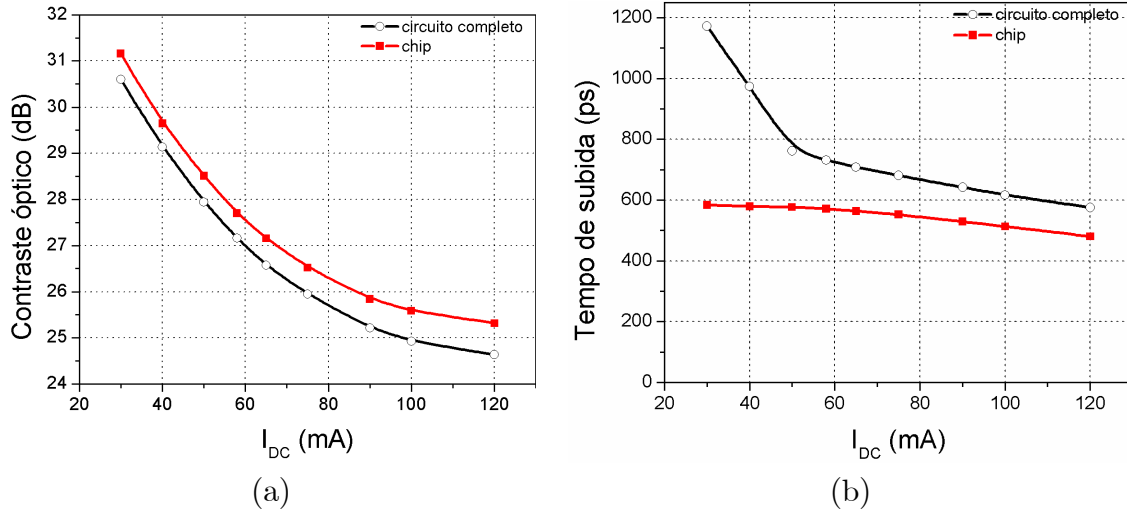 circuito completo
chip
Contraste óptico (dB)
31
30
29
28
27
26
25
24
20 40 60 80 100 120
I_DC (mA)
(a)
circuito completo
chip
Tempo de subida (ps)
1200
1000
800
600
400
200
0
20 40 60 80 100 120
I_DC (mA)
(b)